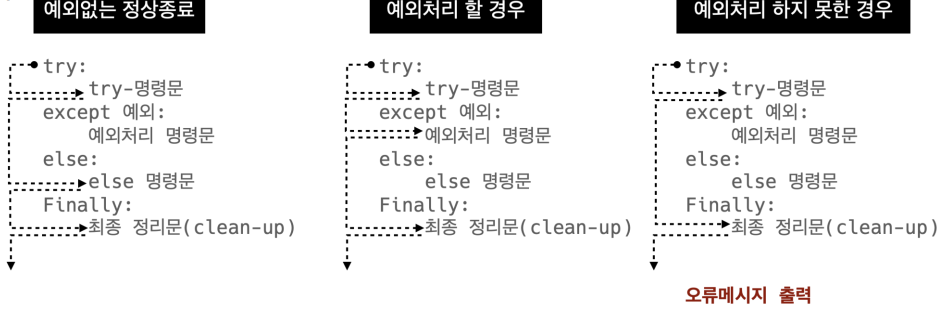 예외없는 정상종료
try:
try-명령문
except 예외:
예외처리 명령문
else:
else 명령문
Finally:
최종 정리문(clean-up)
예외처리 할 경우
try:
try-명령문
except 예외:
예외처리 명령문
else:
else 명령문
Finally:
최종 정리문(clean-up)
예외처리 하지 못한 경우
try:
try-명령문
except 예외:
예외처리 명령문
else:
else 명령문
Finally:
최종 정리문(clean-up)
오류메시지 출력